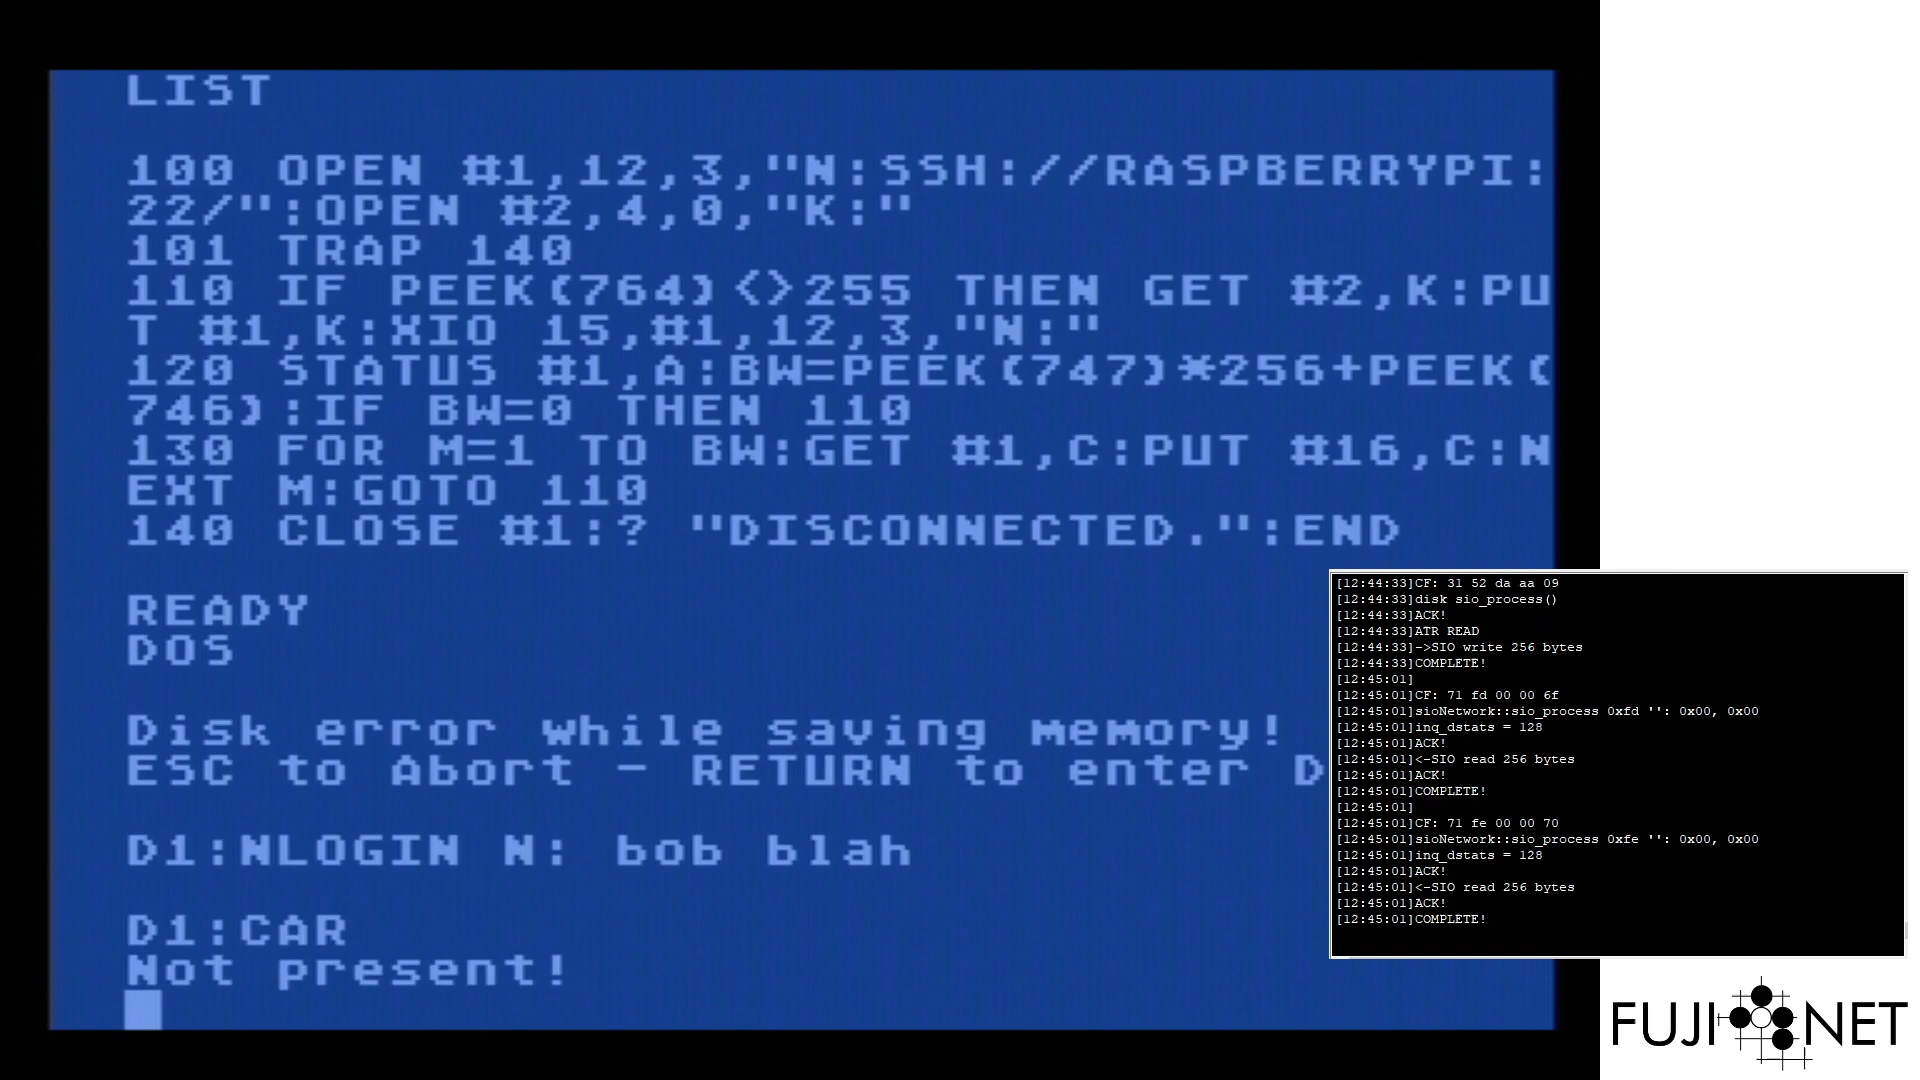 LIST
100 OPEN #1,12,3,"N:SSH://RASPBERRYPI:
22/":OPEN #2,4,0,"K:"
101 TRAP 140
110 IF PEEK(764)<>255 THEN GET #2,K:PU
T #1,K:XIO 15,#1,12,3,"N:"
120 STATUS #1,A:BW=PEEK(747)*256+PEEK(
746):IF BW=0 THEN 110
130 FOR M=1 TO BW:GET #1,C:PUT #16,C:N
EXT M:GOTO 110
140 CLOSE #1:? "DISCONNECTED.":END
READY
DOS
Disk error while saving memory!
ESC to Abort - RETURN to enter D
D1:NLOGIN N: bob blah
D1:CAR
Not present!
[12:44:33]CF: 31 52 da aa 09
[12:44:33]disk sio_process()
[12:44:33]ACK!
[12:44:33]ATR READ
[12:44:33]->SIO write 256 bytes
[12:44:33]COMPLETE!
[12:45:01]
[12:45:01]CF: 71 fd 00 00 6f
[12:45:01]sioNetwork::sio_process 0xfd '': 0x00, 0x00
[12:45:01]inq_dstats = 128
[12:45:01]ACK!
[12:45:01]<-SIO read 256 bytes
[12:45:01]ACK!
[12:45:01]COMPLETE!
[12:45:01]
[12:45:01]CF: 71 fe 00 00 70
[12:45:01]sioNetwork::sio_process 0xfe '': 0x00, 0x00
[12:45:01]inq_dstats = 128
[12:45:01]ACK!
[12:45:01]<-SIO read 256 bytes
[12:45:01]ACK!
[12:45:01]COMPLETE!
FUJINET